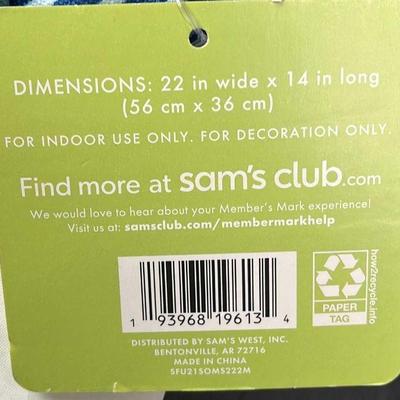 DIMENSIONS: 22 in wide x 14 in long
(56 cm x 36 cm)
FOR INDOOR USE ONLY. FOR DECORATION ONLY.
Find more at sam's club.com
We would love to hear about your Member's Mark experience!
Visit us at: samsclub.com/membermarkhelp
how2recycle.info
PAPER
TAG
1 93968 19613 4
DISTRIBUTED BY SAM'S WEST, INC.
BENTONVILLE, AR 72716
MADE IN CHINA
SFU21SOMS222M